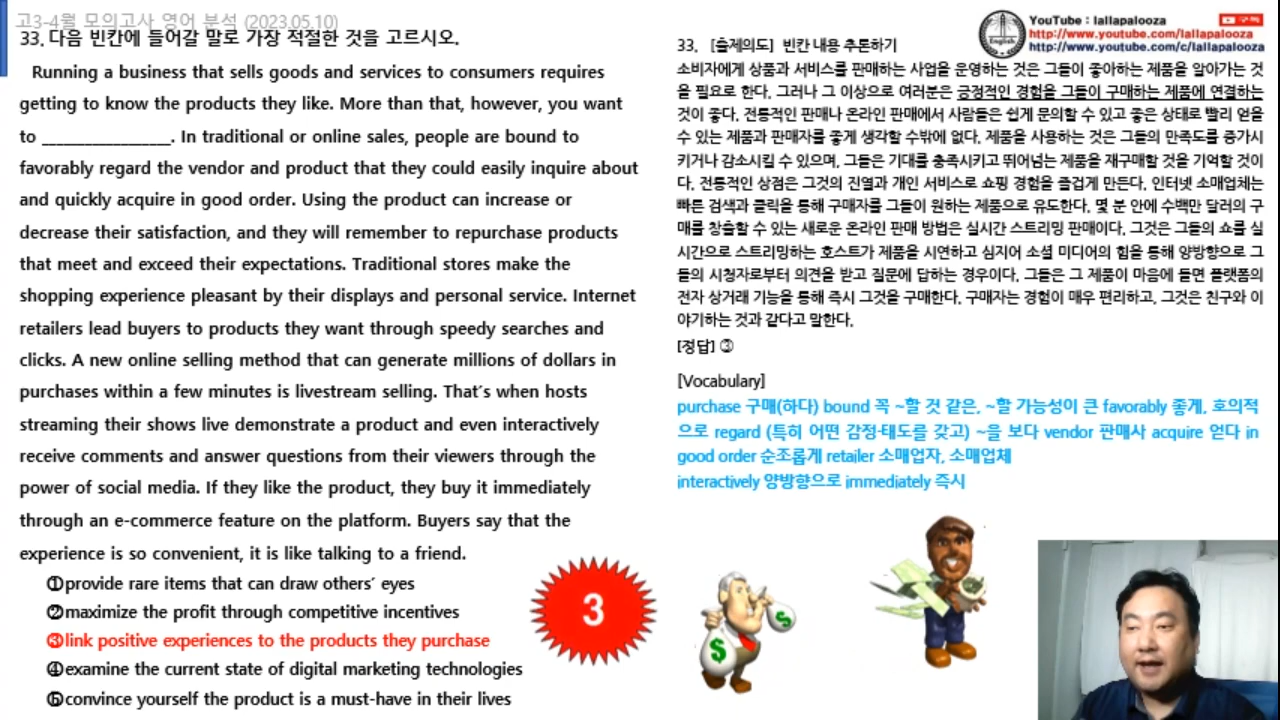 고3-4월 모의고사 영어 분석 (2023.05.10)
33. 다음 빈칸에 들어갈 말로 가장 적절한 것을 고르시오.
Running a business that sells goods and services to consumers requires
getting to know the products they like. More than that, however, you want
to ________________. In traditional or online sales, people are bound to
favorably regard the vendor and product that they could easily inquire about
and quickly acquire in good order. Using the product can increase or
decrease their satisfaction, and they will remember to repurchase products
that meet and exceed their expectations. Traditional stores make the
shopping experience pleasant by their displays and personal service. Internet
retailers lead buyers to products they want through speedy searches and
clicks. A new online selling method that can generate millions of dollars in
purchases within a few minutes is livestream selling. That's when hosts
streaming their shows live demonstrate a product and even interactively
receive comments and answer questions from their viewers through the
power of social media. If they like the product, they buy it immediately
through an e-commerce feature on the platform. Buyers say that the
experience is so convenient, it is like talking to a friend.
①provide rare items that can draw others' eyes
②maximize the profit through competitive incentives
③link positive experiences to the products they purchase
④examine the current state of digital marketing technologies
⑤convince yourself the product is a must-have in their lives
3
YouTube : lallapalooza
구독
http://www.youtube.com/lallapalooza
http://www.youtube.com/c/lallapalooza
English
33. [출제의도] 빈칸 내용 추론하기
소비자에게 상품과 서비스를 판매하는 사업을 운영하는 것은 그들이 좋아하는 제품을 알아가는 것
을 필요로 한다. 그러나 그 이상으로 여러분은 긍정적인 경험을 그들이 구매하는 제품에 연결하는
것이 좋다. 전통적인 판매나 온라인 판매에서 사람들은 쉽게 문의할 수 있고 좋은 상태로 빨리 얻을
수 있는 제품과 판매자를 좋게 생각할 수밖에 없다. 제품을 사용하는 것은 그들의 만족도를 증가시
키거나 감소시킬 수 있으며, 그들은 기대를 충족시키고 뛰어넘는 제품을 재구매할 것을 기억할 것이
다. 전통적인 상점은 그것의 진열과 개인 서비스로 쇼핑 경험을 즐겁게 만든다. 인터넷 소매업체는
빠른 검색과 클릭을 통해 구매자를 그들이 원하는 제품으로 유도한다. 몇 분 안에 수백만 달러의 구
매를 창출할 수 있는 새로운 온라인 판매 방법은 실시간 스트리밍 판매이다. 그것은 그들의 쇼를 실
시간으로 스트리밍하는 호스트가 제품을 시연하고 심지어 소셜 미디어의 힘을 통해 양방향으로 그
들의 시청자로부터 의견을 받고 질문에 답하는 경우이다. 그들은 그 제품이 마음에 들면 플랫폼의
전자 상거래 기능을 통해 즉시 그것을 구매한다. 구매자는 경험이 매우 편리하고, 그것은 친구와 이
야기하는 것과 같다고 말한다.
[정답] ③
[Vocabulary]
purchase 구매(하다) bound 꼭 ~할 것 같은, ~할 가능성이 큰 favorably 좋게, 호의적
으로 regard (특히 어떤 감정·태도를 갖고) ~을 보다 vendor 판매사 acquire 얻다 in
good order 순조롭게 retailer 소매업자, 소매업체
interactively 양방향으로 immediately 즉시
$
$